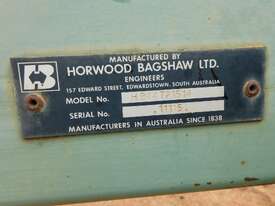 MANUFACTURED BY
HORWOOD BAGSHAW LTD.
ENGINEERS
157 EDWARD STREET, EDWARDSTOWN, SOUTH AUSTRALIA
MODEL No.
SERIAL No.
MANUFACTURERS IN AUSTRALIA SINCE 1838